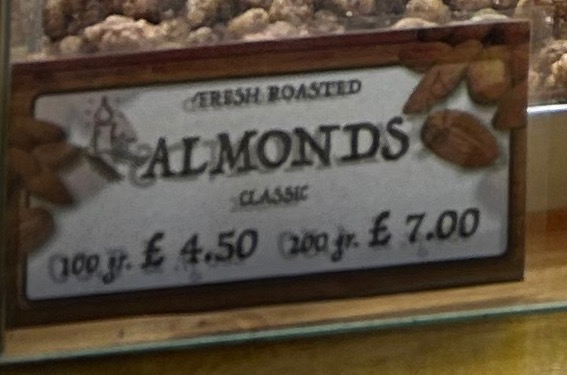 FRESH ROASTED
ALMONDS
CLASSIC
100 gr. £ 4.50 200 gr. £ 7.00